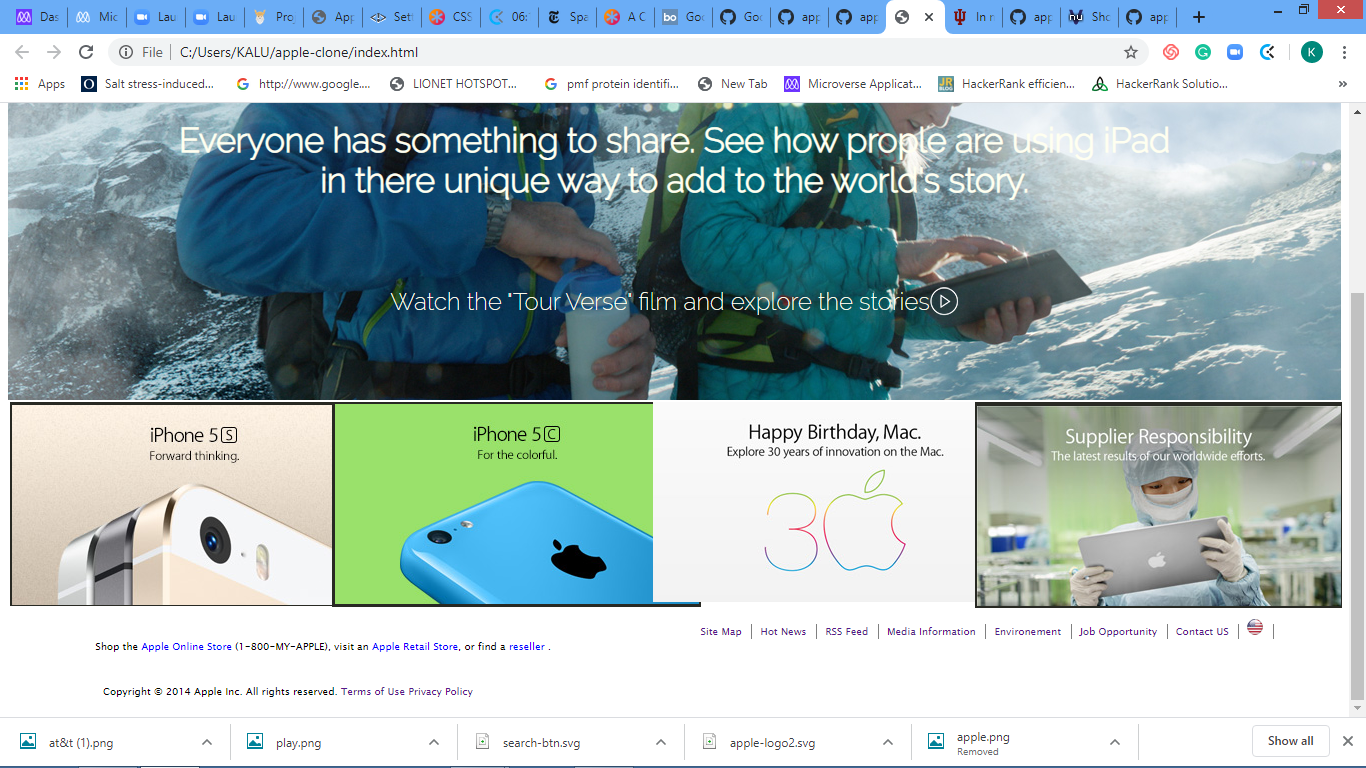 Das
Mic
Lau
Lau
Pro
App
Sett
CSS
06:
Spa
A C
bo
Goo
Goo
app
app
In r
app
Sho
app
File
C:/Users/KALU/apple-clone/index.html
K
Apps
Salt stress-induced...
http://www.google....
LIONET HOTSPOT...
pmf protein identifi...
New Tab
Microverse Applicat...
HackerRank efficien...
HackerRank Solutio...
»
Everyone has something to share. See how prople are using iPad
in there unique way to add to the world's story.
Watch the "Tour Verse" film and explore the stories
iPhone 5S
Forward thinking.
iPhone 5C
For the colorful.
Happy Birthday, Mac.
Explore 30 years of innovation on the Mac.
30
Supplier Responsibility
The latest results of our worldwide efforts.
Site Map
Hot News
RSS Feed
Media Information
Environement
Job Opportunity
Contact US
Shop the Apple Online Store (1-800-MY-APPLE), visit an Apple Retail Store, or find a reseller .
Copyright © 2014 Apple Inc. All rights reserved. Terms of Use Privacy Policy
at&t (1).png
play.png
search-btn.svg
apple-logo2.svg
apple.png
Removed
Show all